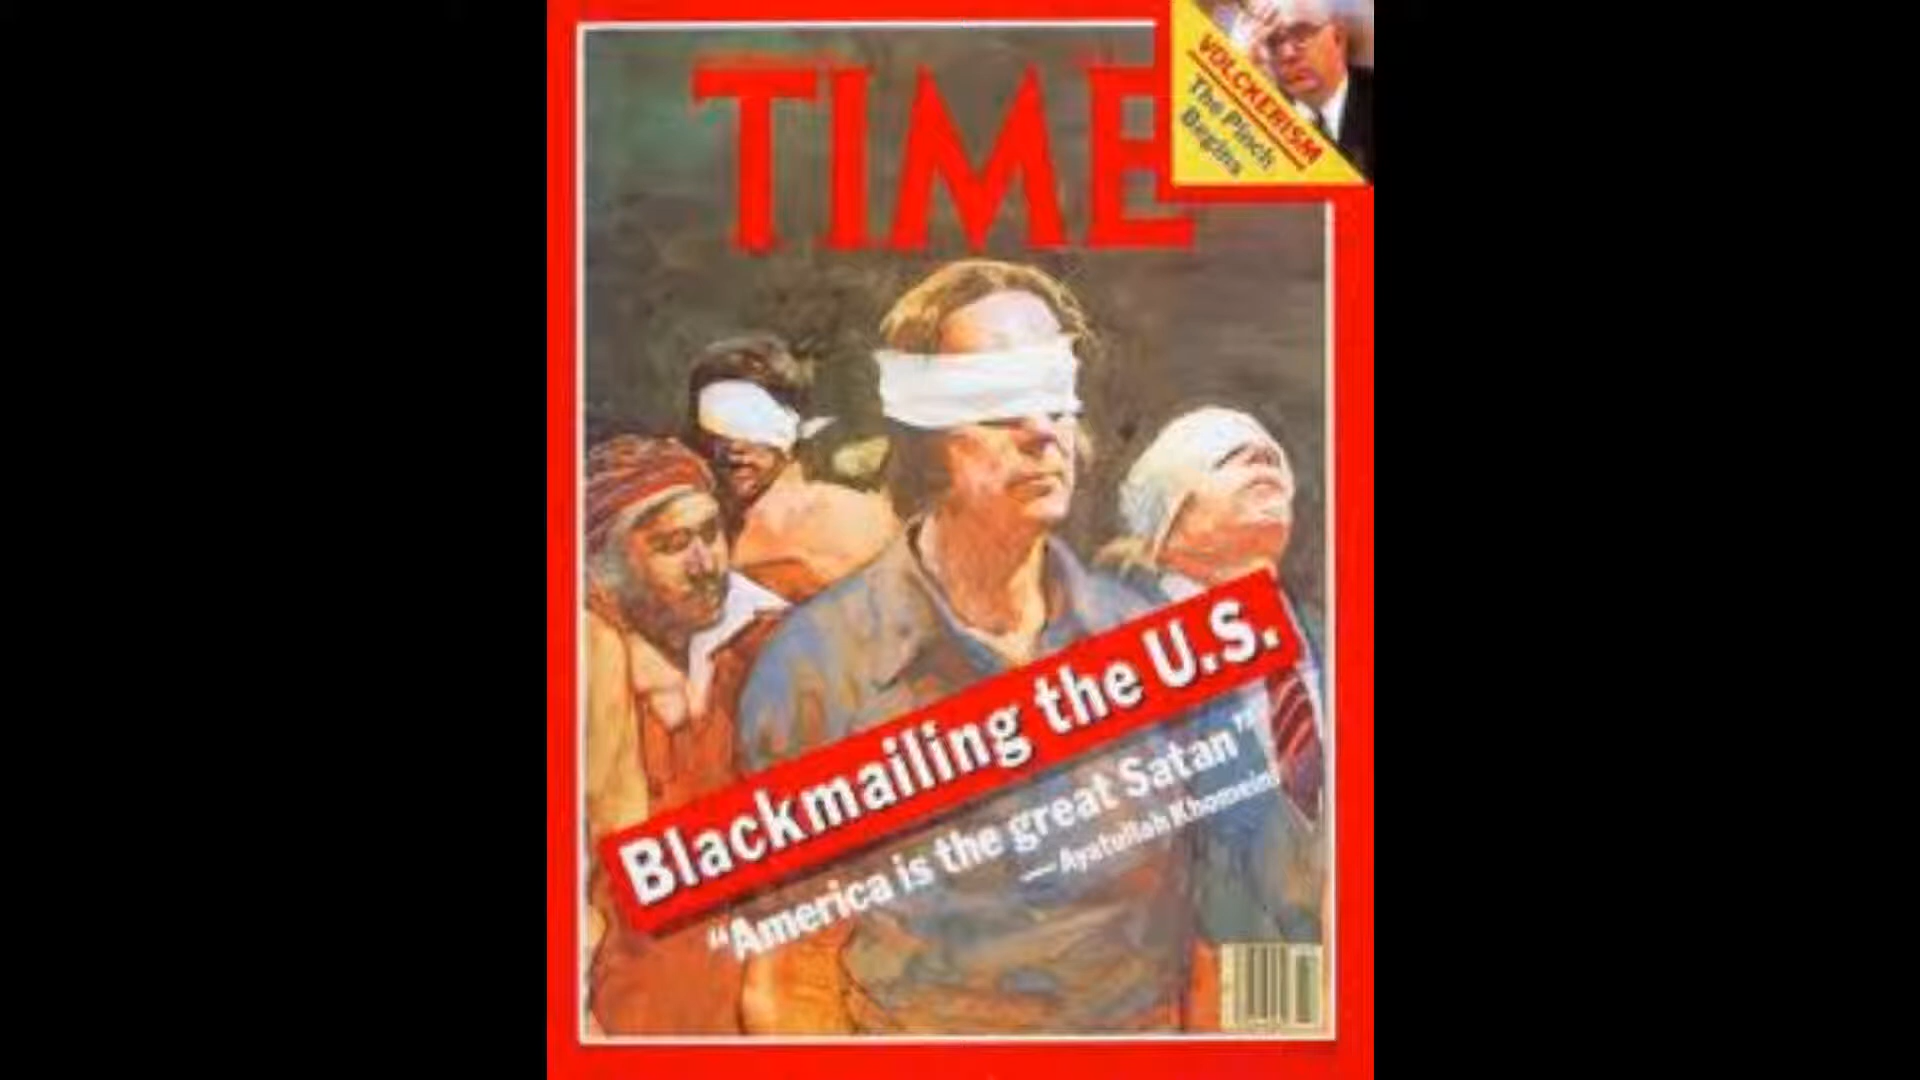 TIME
VOLCKERISM
The Pinch
Begins
Blackmailing the U.S.
“America is the great Satan”
—Ayatullah Khomeini